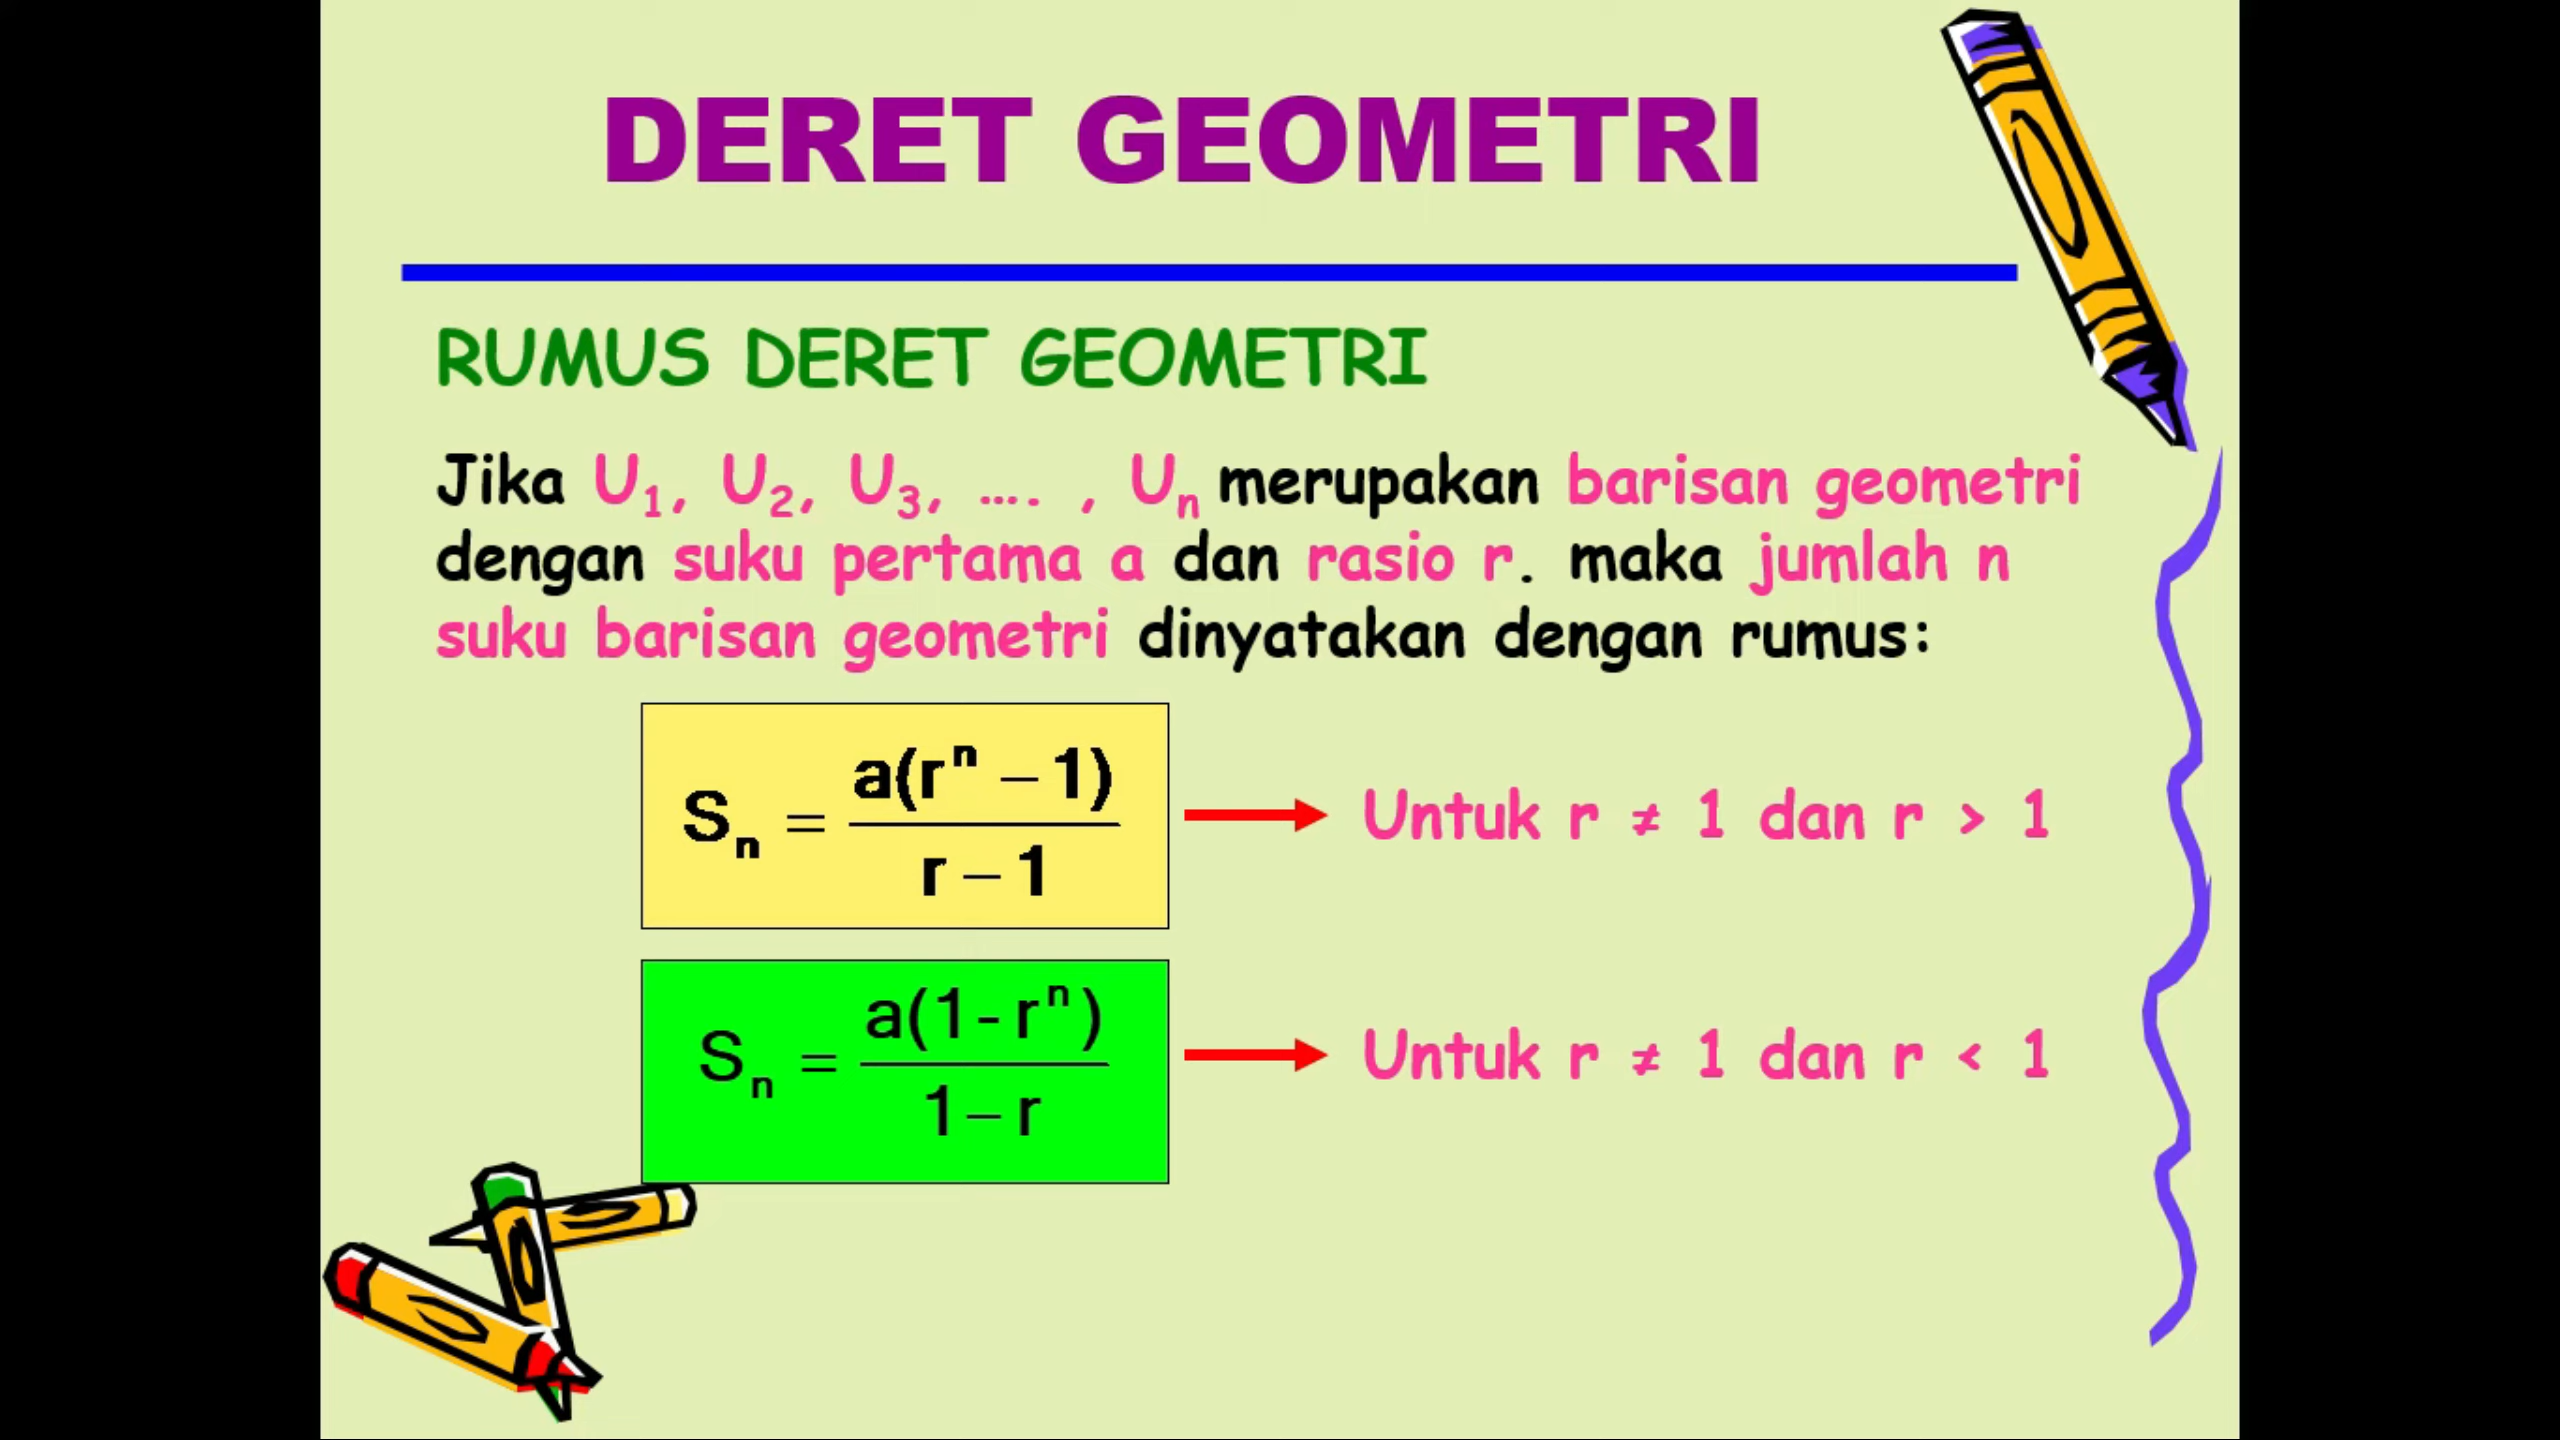 DERET GEOMETRI
RUMUS DERET GEOMETRI
Jika U₁, U₂, U₃, …. , Uₙ merupakan barisan geometri
dengan suku pertama a dan rasio r. maka jumlah n
suku barisan geometri dinyatakan dengan rumus:
Sₙ = a(rⁿ – 1) / r – 1 Untuk r ≠ 1 dan r > 1
Sₙ = a(1 - rⁿ) / 1 – r Untuk r ≠ 1 dan r < 1